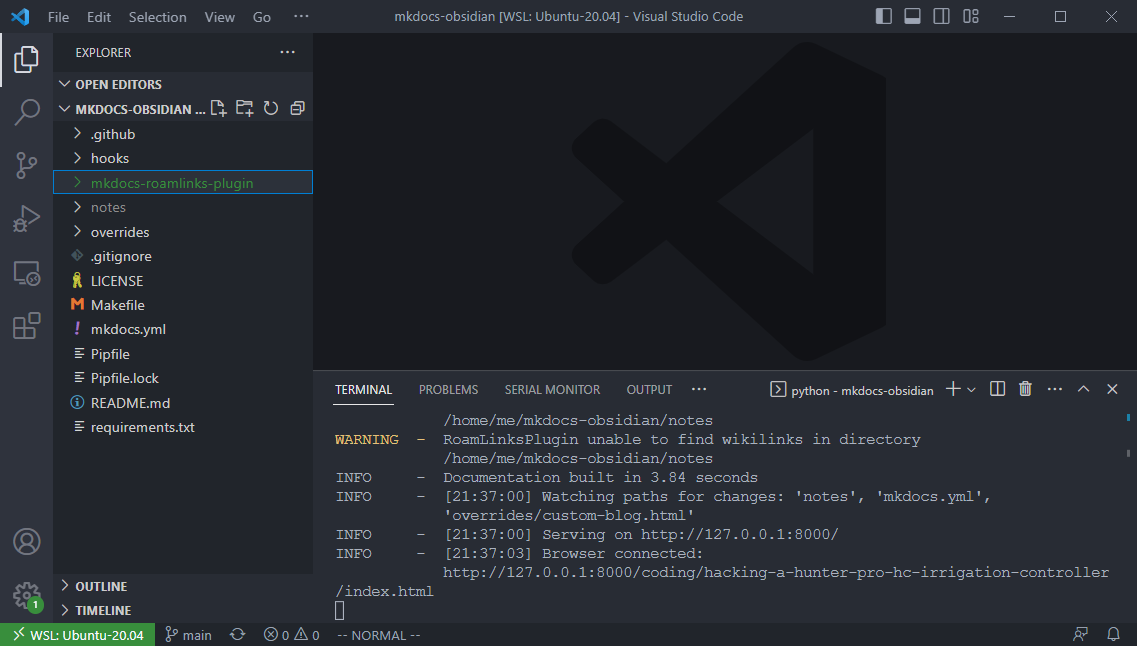 File Edit Selection View Go ···
mkdocs-obsidian [WSL: Ubuntu-20.04] - Visual Studio Code
EXPLORER ···
OPEN EDITORS
MKDOCS-OBSIDIAN ...
.github
hooks
mkdocs-roamlinks-plugin
notes
overrides
.gitignore
LICENSE
Makefile
mkdocs.yml
Pipfile
Pipfile.lock
README.md
requirements.txt
OUTLINE
TIMELINE
TERMINAL PROBLEMS SERIAL MONITOR OUTPUT ··· python - mkdocs-obsidian
/home/me/mkdocs-obsidian/notes
WARNING - RoamLinksPlugin unable to find wikilinks in directory
/home/me/mkdocs-obsidian/notes
INFO - Documentation built in 3.84 seconds
INFO - [21:37:00] Watching paths for changes: 'notes', 'mkdocs.yml',
'overrides/custom-blog.html'
INFO - [21:37:00] Serving on http://127.0.0.1:8000/
INFO - [21:37:03] Browser connected:
http://127.0.0.1:8000/coding/hacking-a-hunter-pro-hc-irrigation-controller
/index.html
1
WSL: Ubuntu-20.04 main 0 0 -- NORMAL --